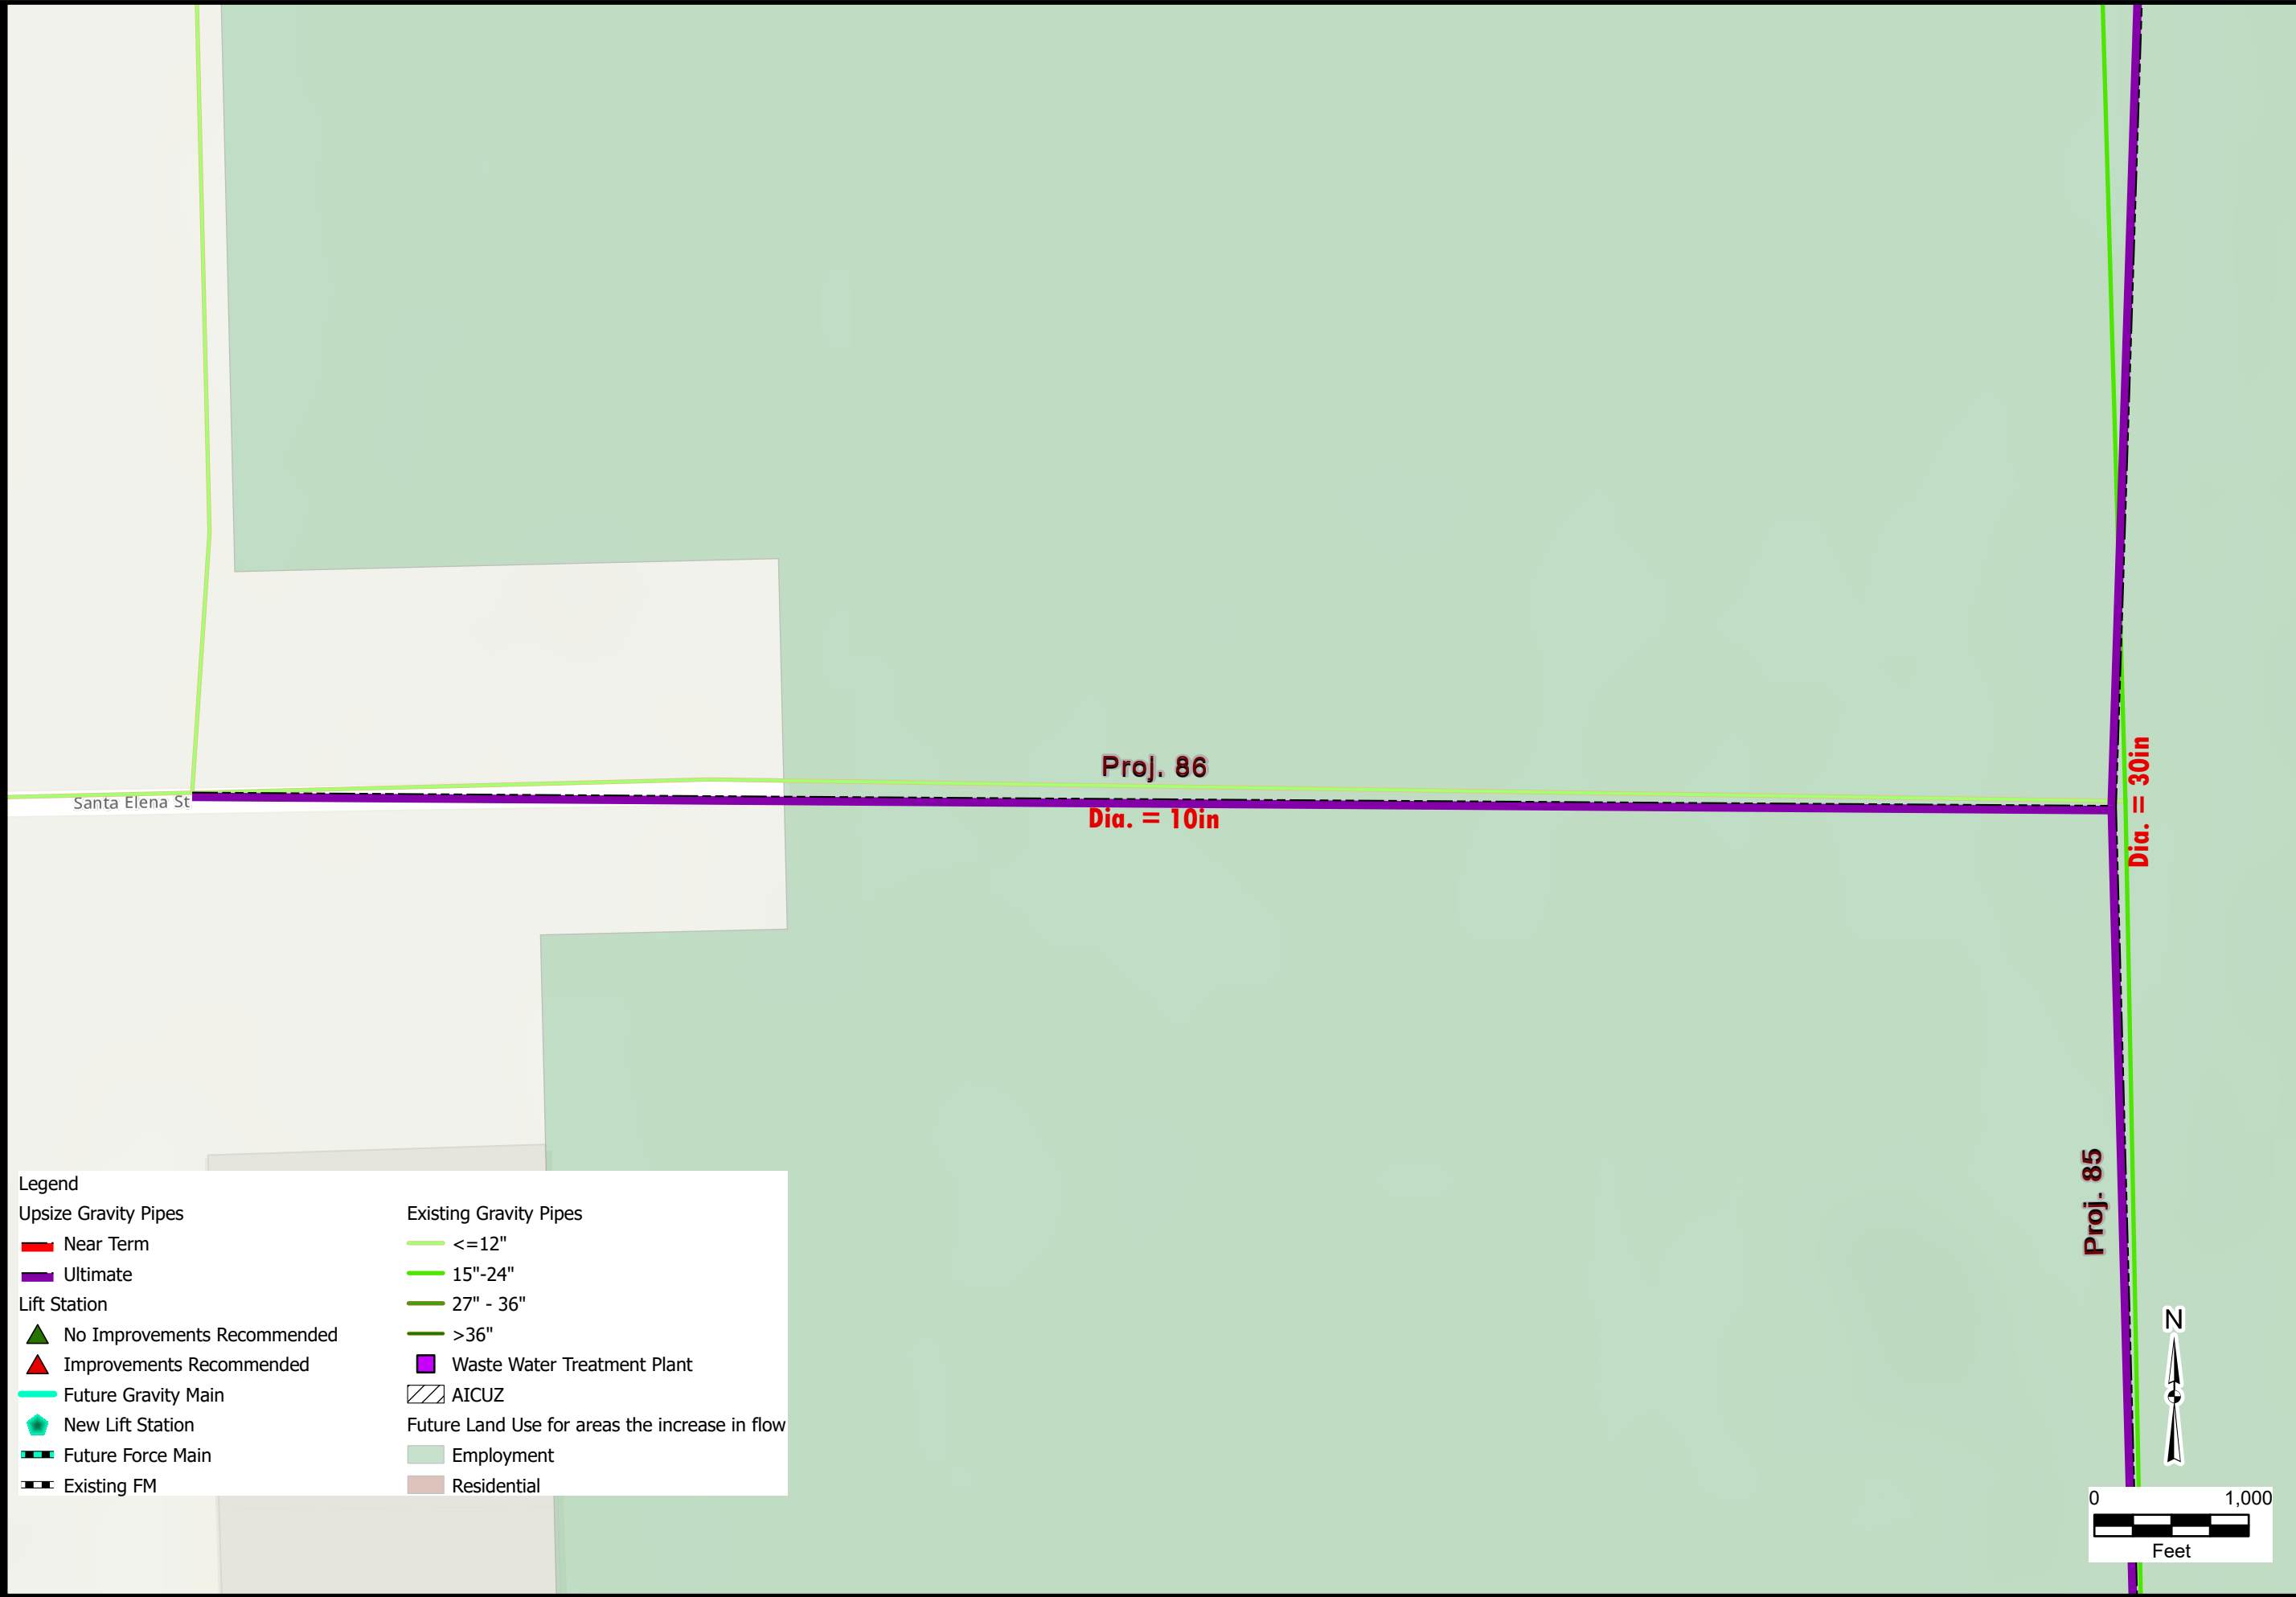 Proj. 86
Dia. = 10in
Santa Elena St
Dia. = 30in
Proj. 85
Legend
Upsize Gravity Pipes
Near Term
Ultimate
Lift Station
No Improvements Recommended
Improvements Recommended
Future Gravity Main
New Lift Station
Future Force Main
Existing FM
Existing Gravity Pipes
<=12"
15"-24"
27" - 36"
>36"
Waste Water Treatment Plant
AICUZ
Future Land Use for areas the increase in flow
Employment
Residential
N
0 1,000
Feet